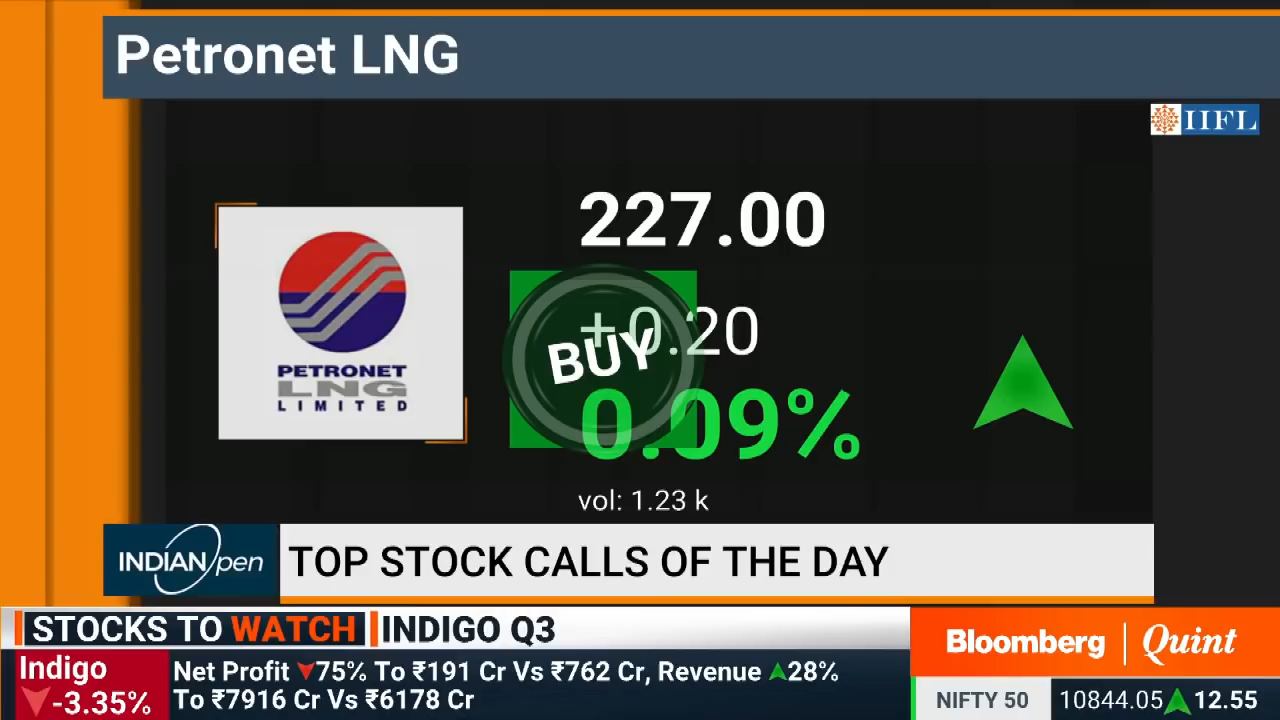 Petronet LNG
IIFL
227.00
+0.20
BUY
0.09%
PETRONET
LNG
LIMITED
vol: 1.23 k
INDIAN Open
TOP STOCK CALLS OF THE DAY
STOCKS TO WATCH INDIGO Q3
Bloomberg | Quint
Indigo
-3.35%
Net Profit ▼75% To ₹191 Cr Vs ₹762 Cr, Revenue ▲28%
To ₹7916 Cr Vs ₹6178 Cr
NIFTY 50 10844.05 ▲ 12.55